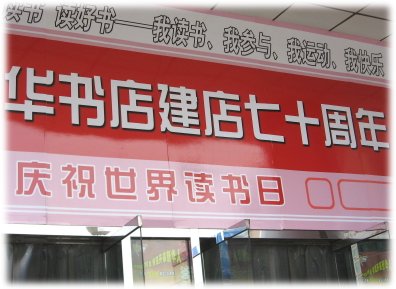 读书 读好书——我读书、我参与、我运动、我快乐
华书店建店七十周年
庆祝世界读书日